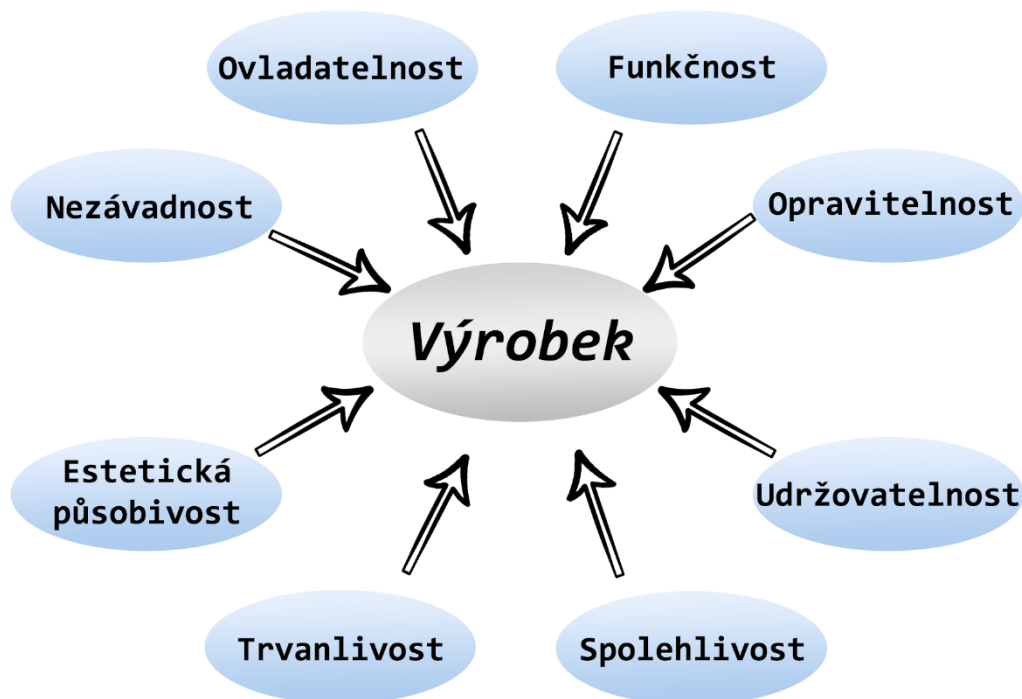 Ovladatelnost
Funkčnost
Nezávadnost
Opravitelnost
Výrobek
Estetická
působivost
Udržovatelnost
Trvanlivost
Spolehlivost